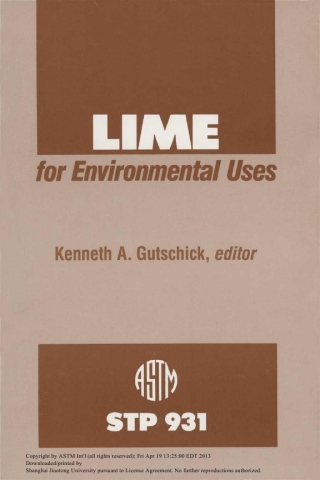 LIME
for Environmental Uses
Kenneth A. Gutschick, editor
ASTM
STP 931
Copyright by ASTM Int'l (all rights reserved); Fri Apr 19 13:25:00 EDT 2013
Downloaded/printed by
Shanghai Jiaotong University pursuant to License Agreement. No further reproductions authorized.